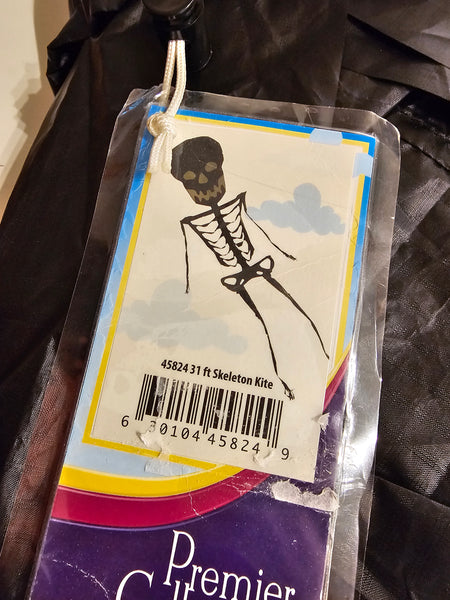 45824 31 ft Skeleton Kite
6 30104 45824 9
Premier